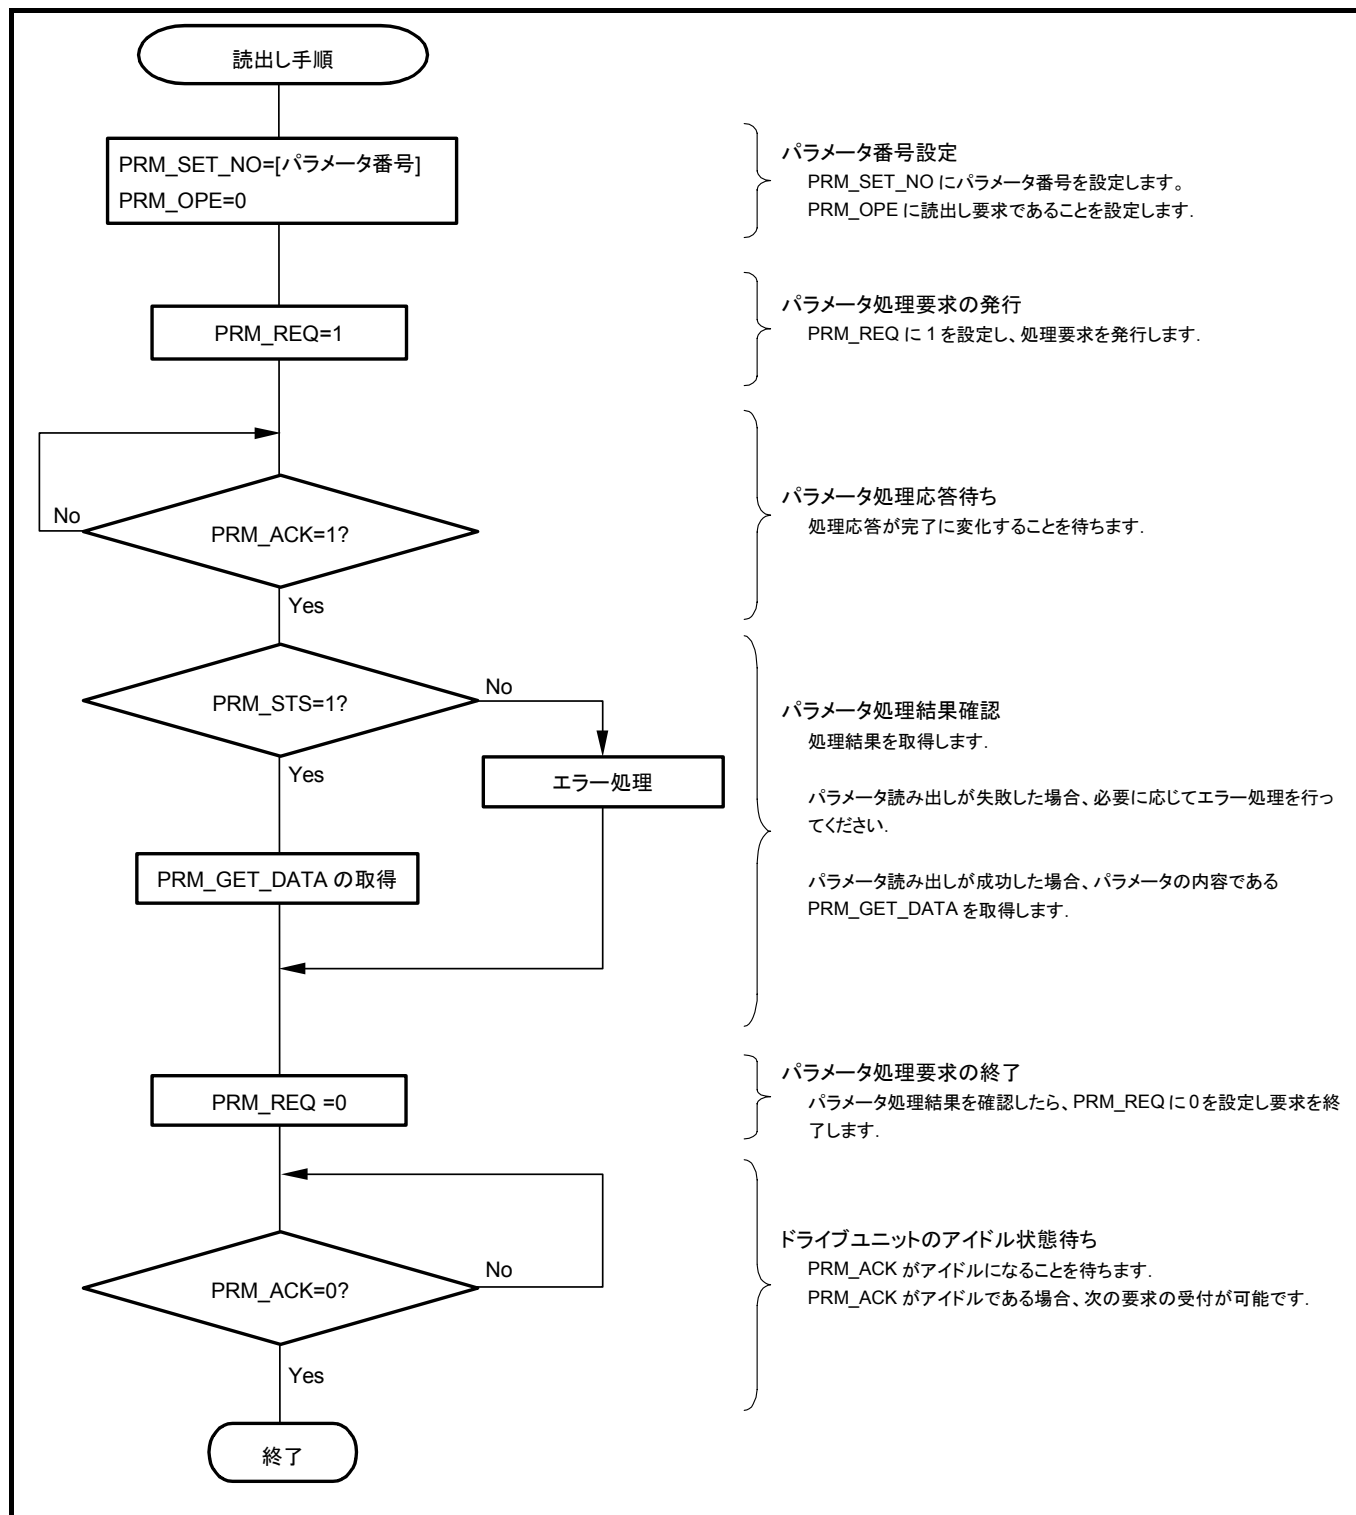 読出し手順
PRM_SET_NO=[パラメータ番号]
PRM_OPE=0
パラメータ番号設定
PRM_SET_NO にパラメータ番号を設定します。
PRM_OPE に読出し要求であることを設定します.
PRM_REQ=1
パラメータ処理要求の発行
PRM_REQ に 1 を設定し、処理要求を発行します.
No
PRM_ACK=1?
Yes
パラメータ処理応答待ち
処理応答が完了に変化することを待ちます.
PRM_STS=1?
No
Yes
エラー処理
PRM_GET_DATA の取得
パラメータ処理結果確認
処理結果を取得します.
パラメータ読み出しが失敗した場合、必要に応じてエラー処理を行っ
てください.
パラメータ読み出しが成功した場合、パラメータの内容である
PRM_GET_DATA を取得します.
PRM_REQ =0
パラメータ処理要求の終了
パラメータ処理結果を確認したら、PRM_REQ に 0 を設定し要求を終
了します.
PRM_ACK=0?
No
Yes
ドライブユニットのアイドル状態待ち
PRM_ACK がアイドルになることを待ちます.
PRM_ACK がアイドルである場合、次の要求の受付が可能です.
終了